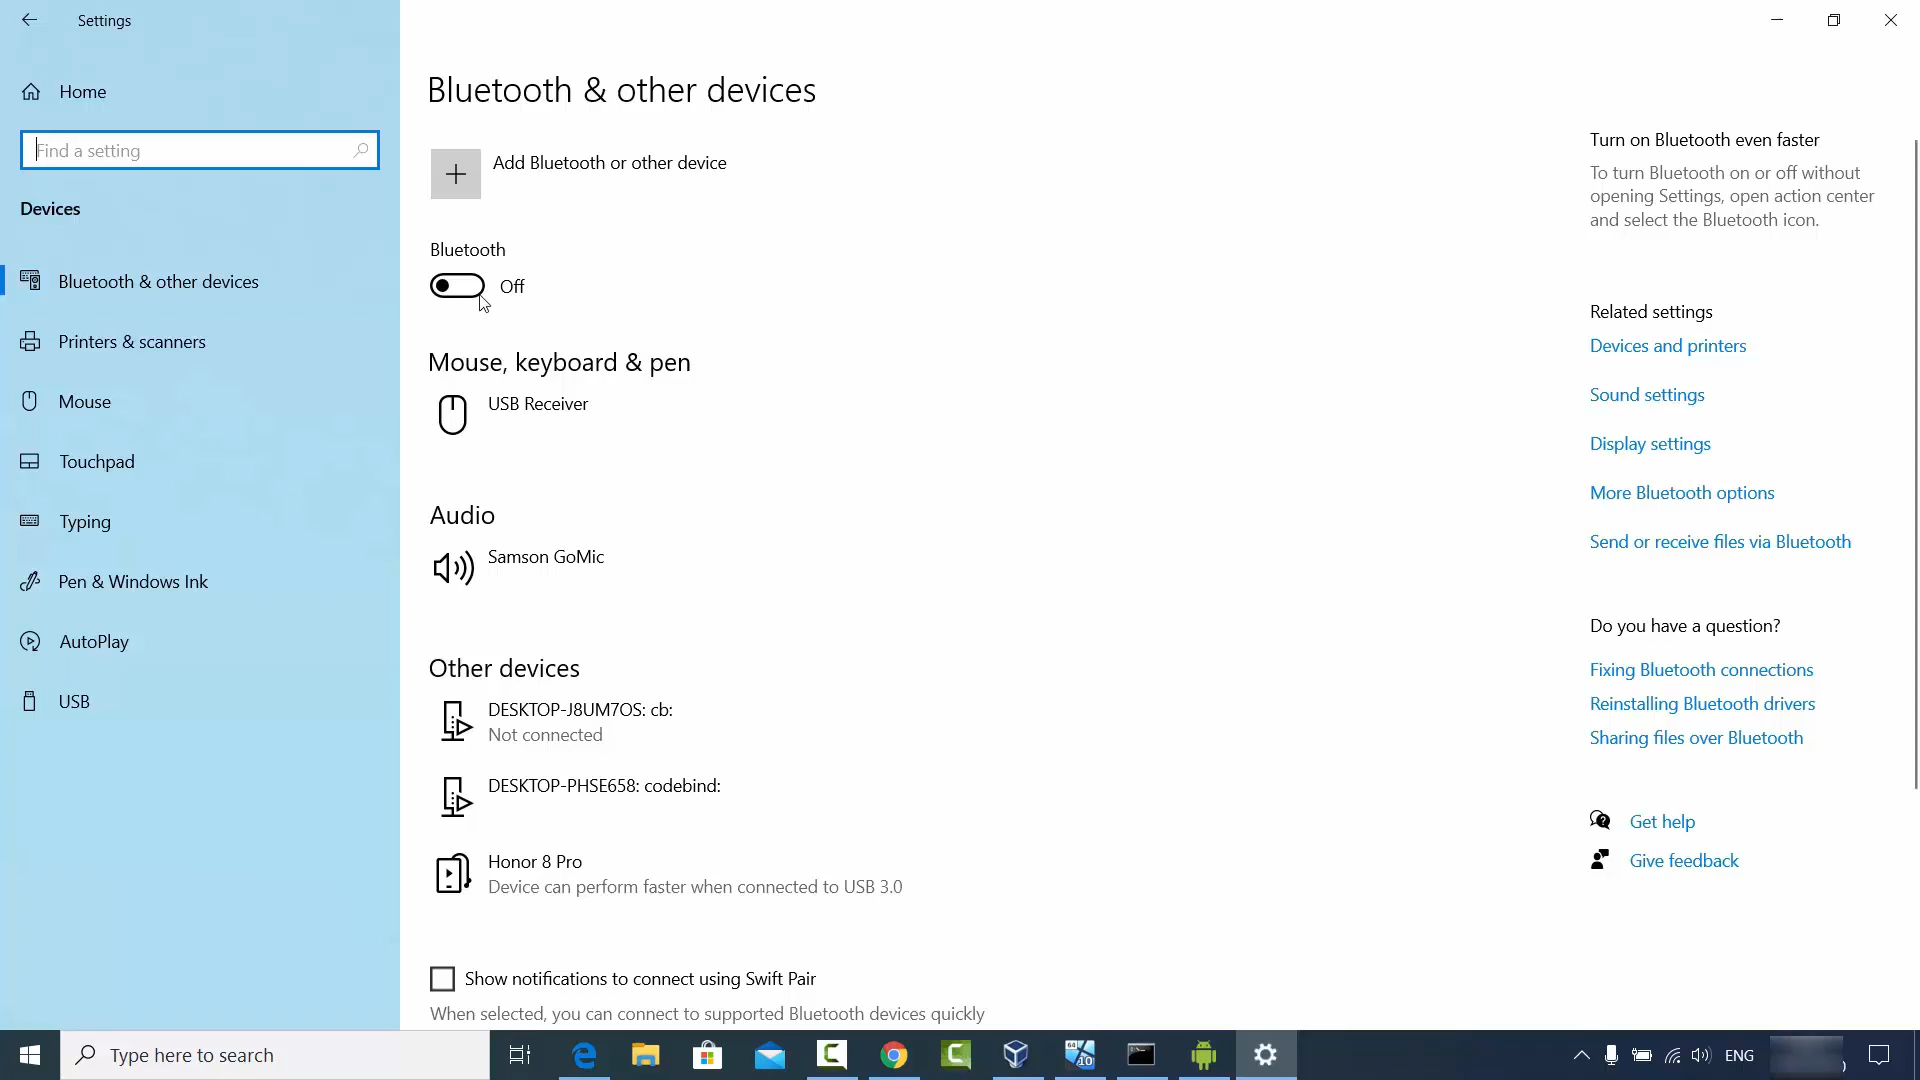 Settings
Home
Find a setting
Devices
Bluetooth & other devices
Printers & scanners
Mouse
Touchpad
Typing
Pen & Windows Ink
AutoPlay
USB
Bluetooth & other devices
Add Bluetooth or other device
Bluetooth
Off
Mouse, keyboard & pen
USB Receiver
Audio
Samson GoMic
Other devices
DESKTOP-J8UM7OS: cb:
Not connected
DESKTOP-PHSE658: codebind:
Honor 8 Pro
Device can perform faster when connected to USB 3.0
Show notifications to connect using Swift Pair
When selected, you can connect to supported Bluetooth devices quickly
Turn on Bluetooth even faster
To turn Bluetooth on or off without
opening Settings, open action center
and select the Bluetooth icon.
Related settings
Devices and printers
Sound settings
Display settings
More Bluetooth options
Send or receive files via Bluetooth
Do you have a question?
Fixing Bluetooth connections
Reinstalling Bluetooth drivers
Sharing files over Bluetooth
Get help
Give feedback
Type here to search
64
10
ENG